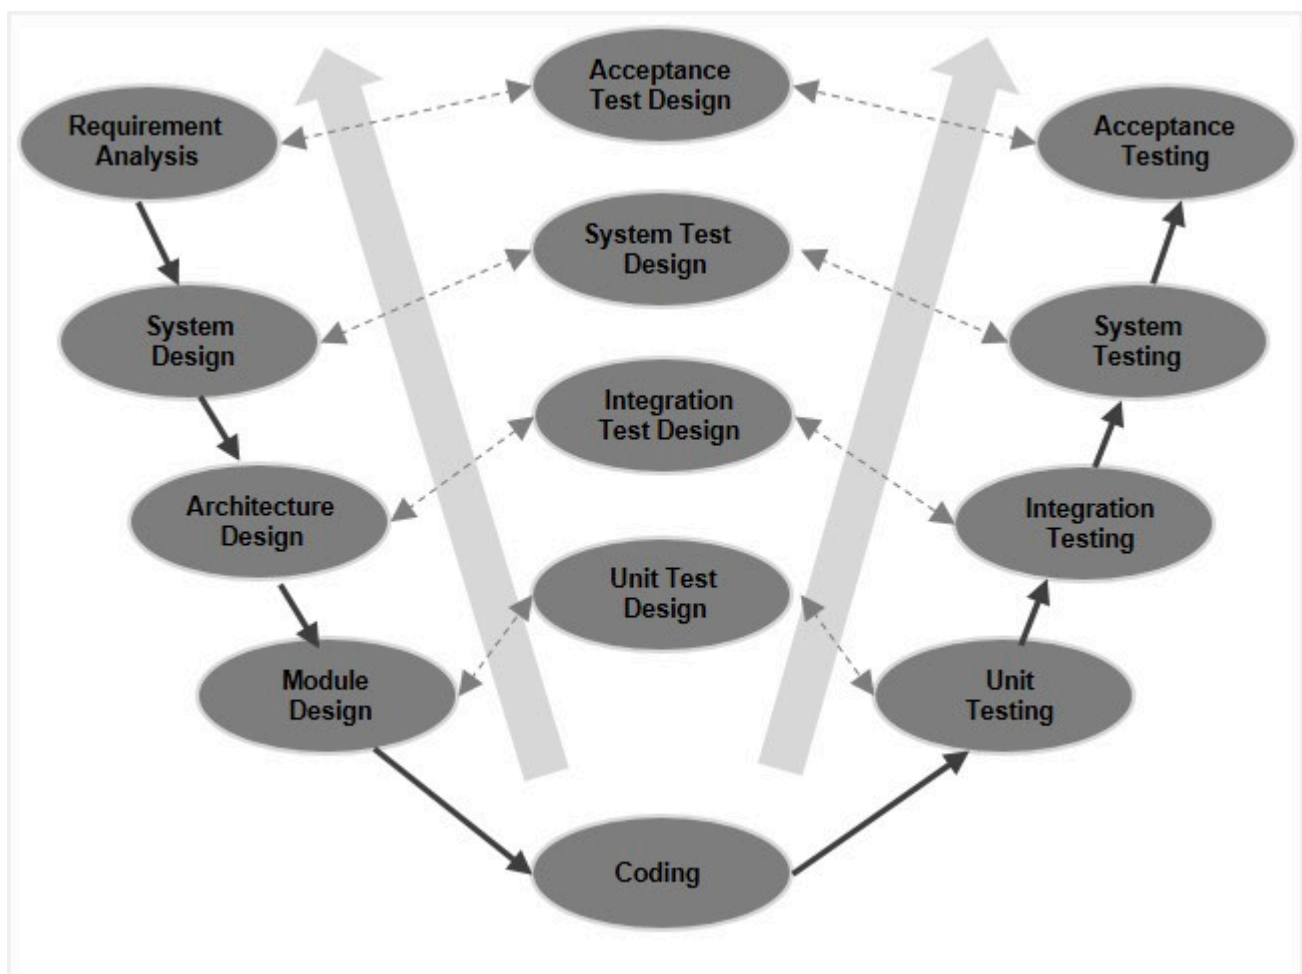 Acceptance
Test Design
Requirement
Analysis
Acceptance
Testing
System Test
Design
System
Design
System
Testing
Integration
Test Design
Architecture
Design
Integration
Testing
Unit Test
Design
Module
Design
Unit
Testing
Coding